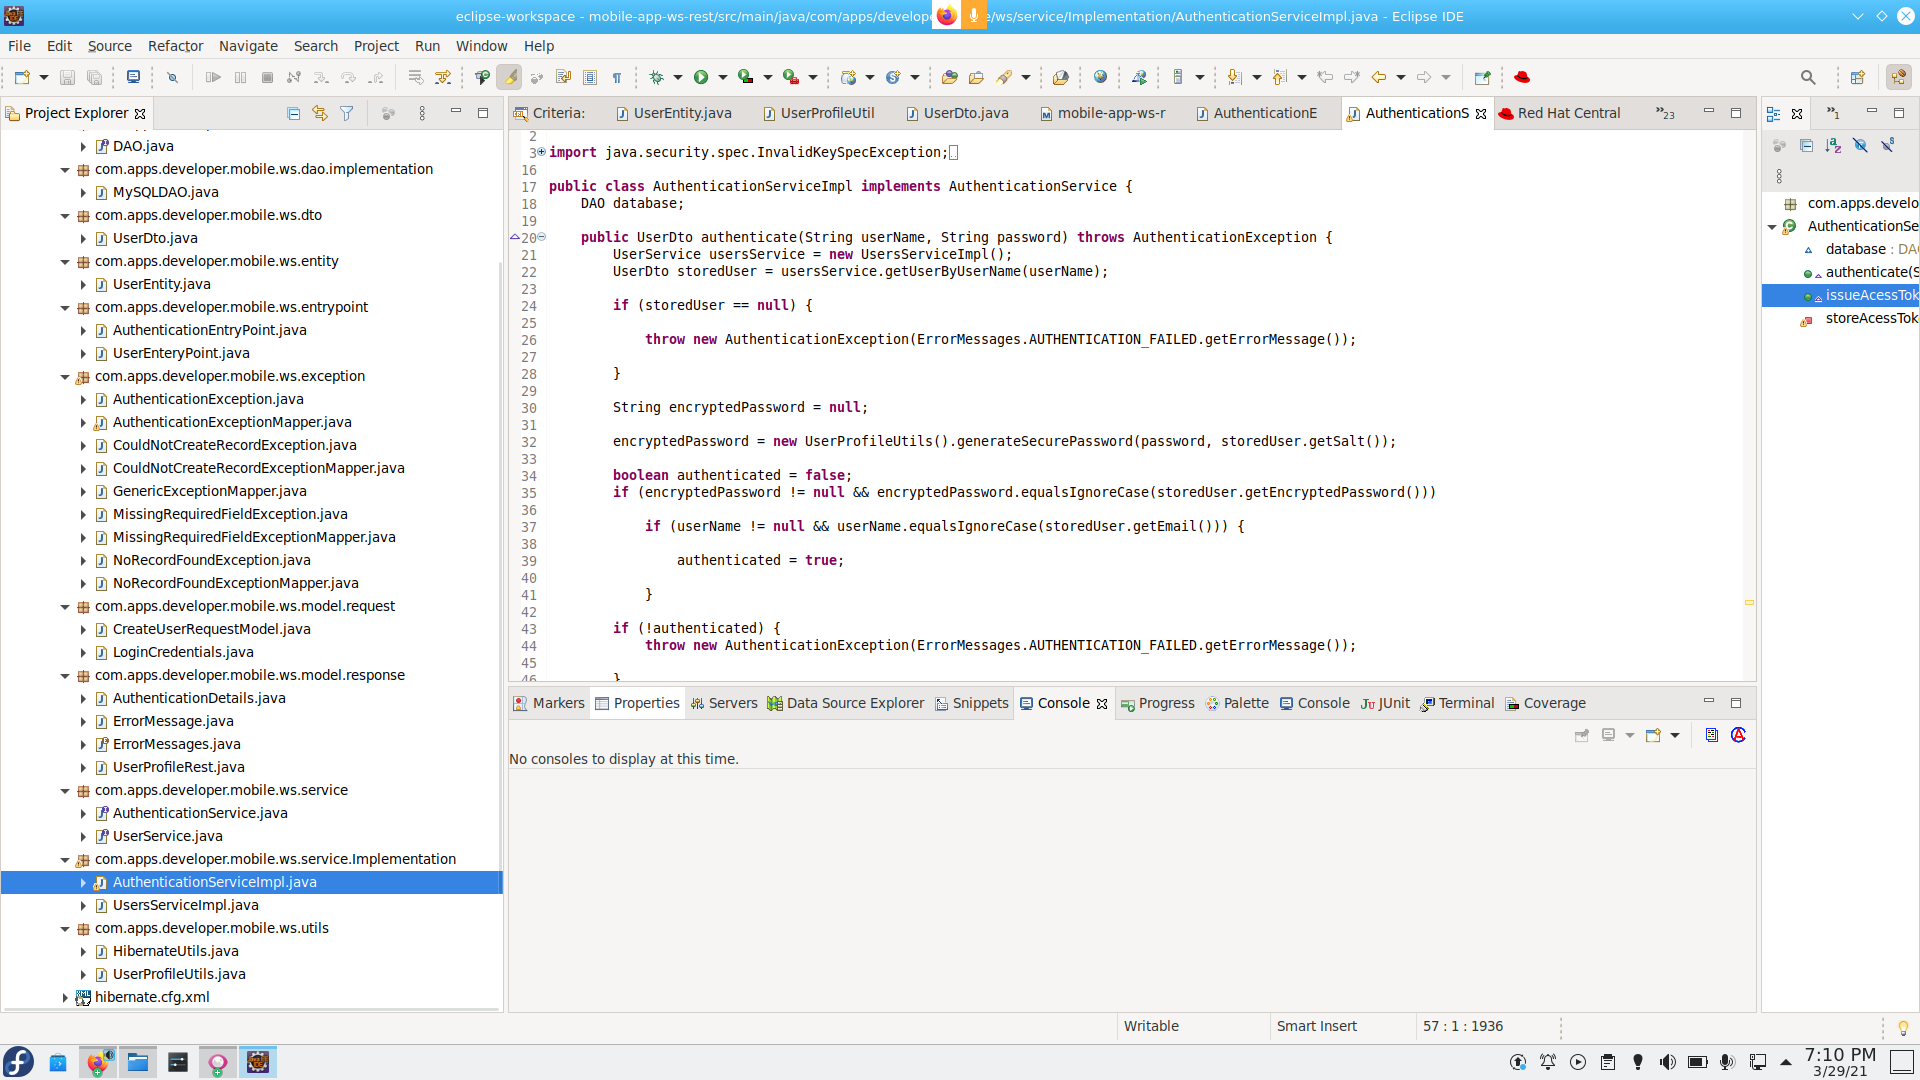 eclipse-workspace - mobile-app-ws-rest/src/main/java/com/apps/develope e/ws/service/Implementation/AuthenticationServiceImpl.java - Eclipse IDE
File Edit Source Refactor Navigate Search Project Run Window Help
Project Explorer
DAO.java
com.apps.developer.mobile.ws.dao.implementation
MySQLDAO.java
com.apps.developer.mobile.ws.dto
UserDto.java
com.apps.developer.mobile.ws.entity
UserEntity.java
com.apps.developer.mobile.ws.entrypoint
AuthenticationEntryPoint.java
UserEnteryPoint.java
com.apps.developer.mobile.ws.exception
AuthenticationException.java
AuthenticationExceptionMapper.java
CouldNotCreateRecordException.java
CouldNotCreateRecordExceptionMapper.java
GenericExceptionMapper.java
MissingRequiredFieldException.java
MissingRequiredFieldExceptionMapper.java
NoRecordFoundException.java
NoRecordFoundExceptionMapper.java
com.apps.developer.mobile.ws.model.request
CreateUserRequestModel.java
LoginCredentials.java
com.apps.developer.mobile.ws.model.response
AuthenticationDetails.java
ErrorMessage.java
ErrorMessages.java
UserProfileRest.java
com.apps.developer.mobile.ws.service
AuthenticationService.java
UserService.java
com.apps.developer.mobile.ws.service.Implementation
AuthenticationServiceImpl.java
UsersServiceImpl.java
com.apps.developer.mobile.ws.utils
HibernateUtils.java
UserProfileUtils.java
hibernate.cfg.xml
Criteria: UserEntity.java UserProfileUtil UserDto.java mobile-app-ws-r AuthenticationE AuthenticationS Red Hat Central »23
2
3 import java.security.spec.InvalidKeySpecException;
16
17 public class AuthenticationServiceImpl implements AuthenticationService {
18 DAO database;
19
20 public UserDto authenticate(String userName, String password) throws AuthenticationException {
21 UserService usersService = new UsersServiceImpl();
22 UserDto storedUser = usersService.getUserByUserName(userName);
23
24 if (storedUser == null) {
25
26 throw new AuthenticationException(ErrorMessages.AUTHENTICATION_FAILED.getErrorMessage());
27
28 }
29
30 String encryptedPassword = null;
31
32 encryptedPassword = new UserProfileUtils().generateSecurePassword(password, storedUser.getSalt());
33
34 boolean authenticated = false;
35 if (encryptedPassword != null && encryptedPassword.equalsIgnoreCase(storedUser.getEncryptedPassword()))
36
37 if (userName != null && userName.equalsIgnoreCase(storedUser.getEmail())) {
38
39 authenticated = true;
40
41 }
42
43 if (!authenticated) {
44 throw new AuthenticationException(ErrorMessages.AUTHENTICATION_FAILED.getErrorMessage());
45
46 }
Markers Properties Servers Data Source Explorer Snippets Console Progress Palette Console JUnit Terminal Coverage
No consoles to display at this time.
»1
com.apps.develo
AuthenticationSe
database : DA
authenticate(S
issueAcessTok
storeAcessTok
Writable Smart Insert 57 : 1 : 1936
7:10 PM
3/29/21